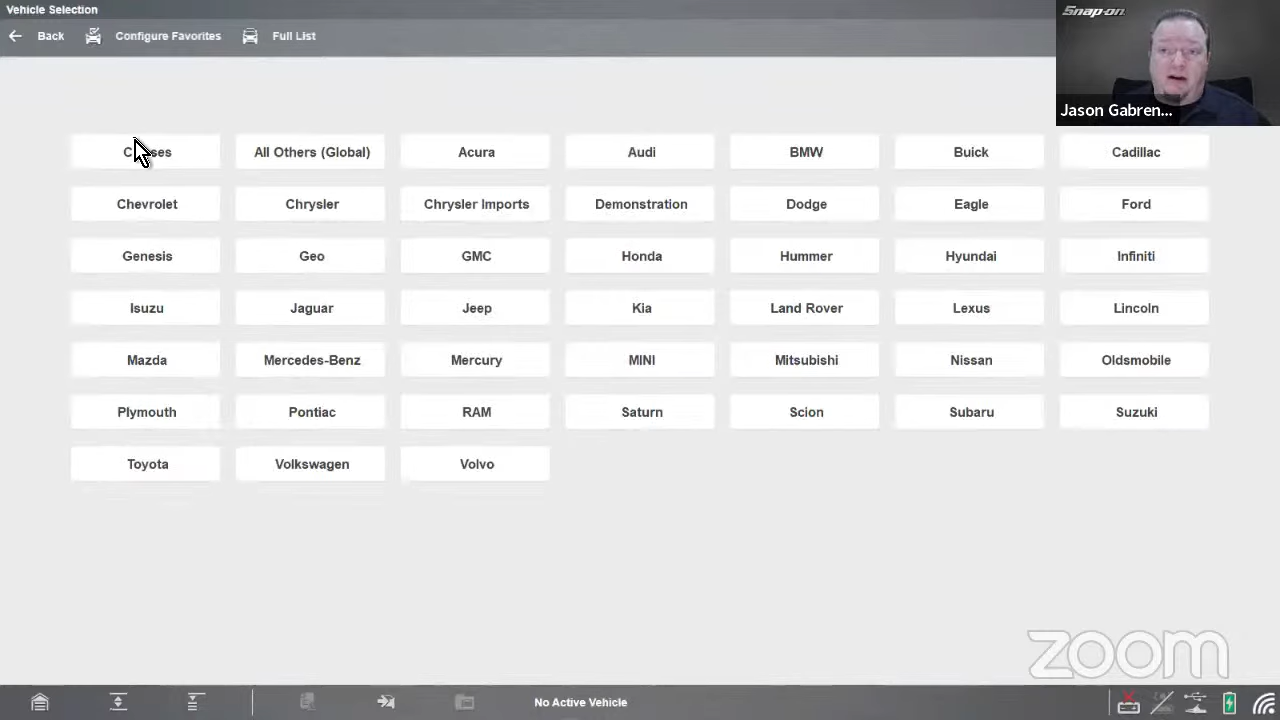 Vehicle Selection
Back Configure Favorites Full List
Snap-on
Jason Gabren...
All Others (Global) Acura Audi BMW Buick Cadillac
Chevrolet Chrysler Chrysler Imports Demonstration Dodge Eagle Ford
Genesis Geo GMC Honda Hummer Hyundai Infiniti
Isuzu Jaguar Jeep Kia Land Rover Lexus Lincoln
Mazda Mercedes-Benz Mercury MINI Mitsubishi Nissan Oldsmobile
Plymouth Pontiac RAM Saturn Scion Subaru Suzuki
Toyota Volkswagen Volvo
zoom
No Active Vehicle